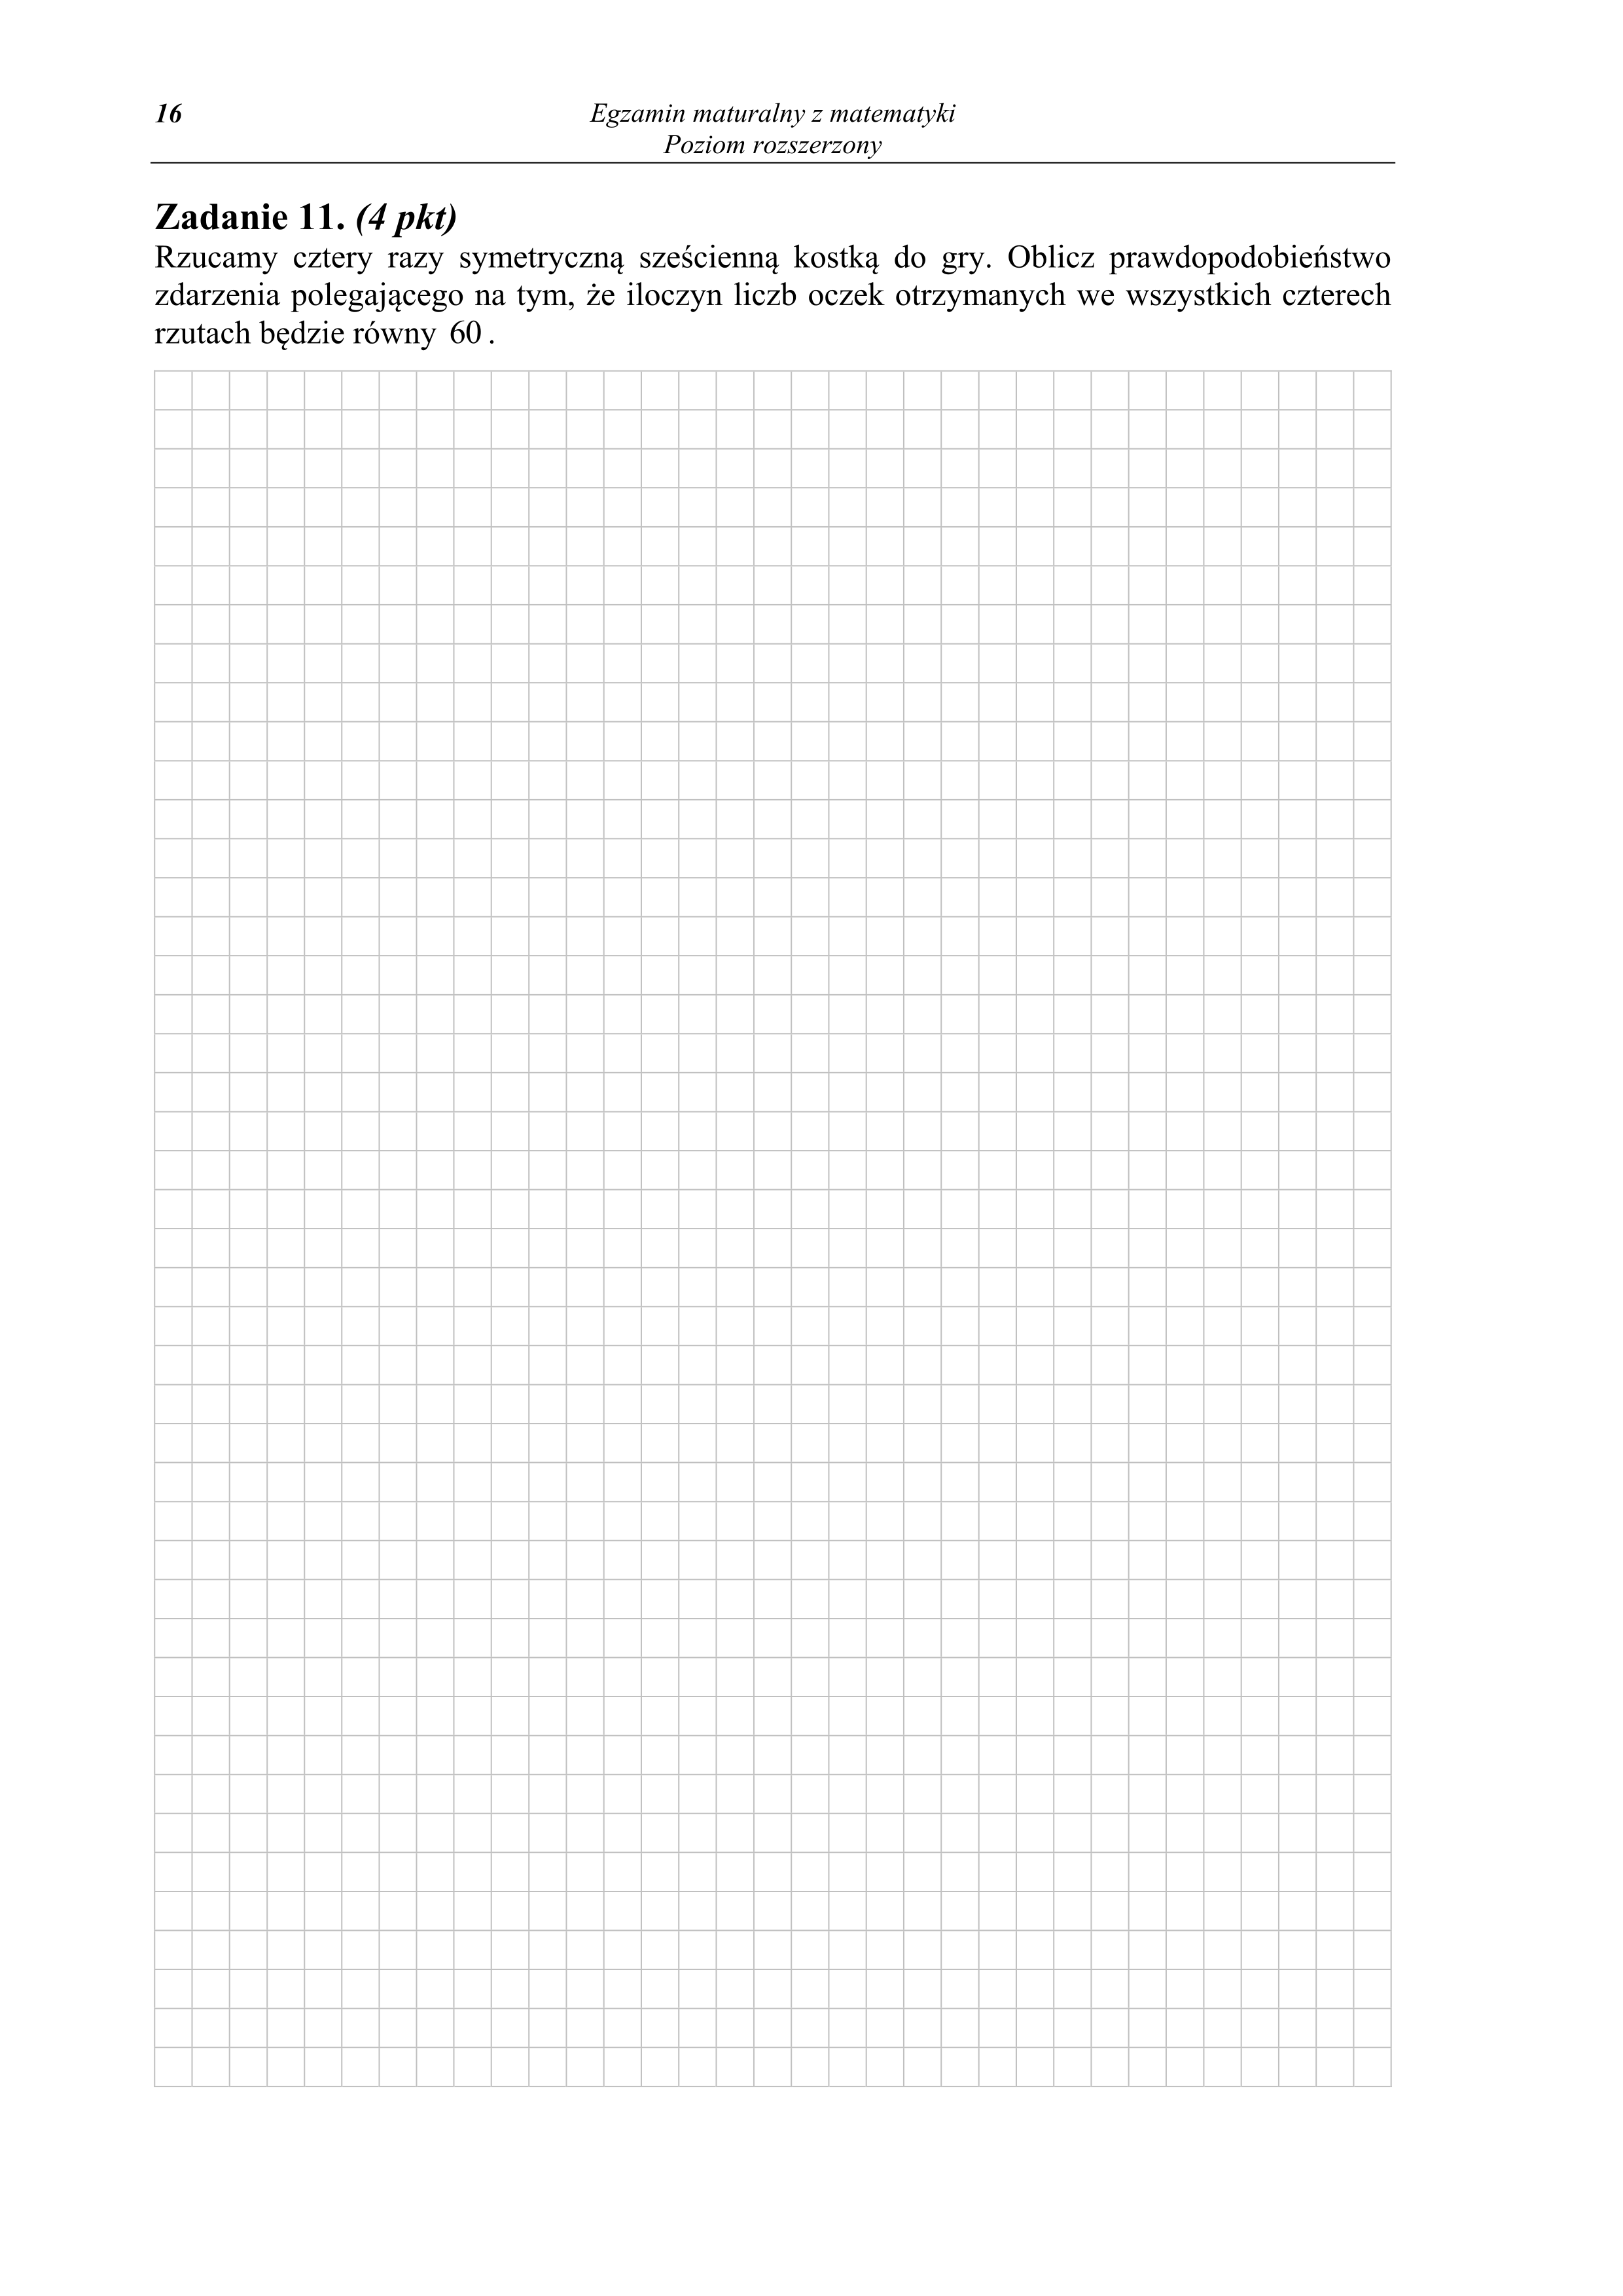 16
Egzamin maturalny z matematyki
Poziom rozszerzony
Zadanie 11. (4 pkt)
Rzucamy cztery razy symetryczną sześcienną kostką do gry. Oblicz prawdopodobieństwo
zdarzenia polegającego na tym, że iloczyn liczb oczek otrzymanych we wszystkich czterech
rzutach będzie równy 60 .